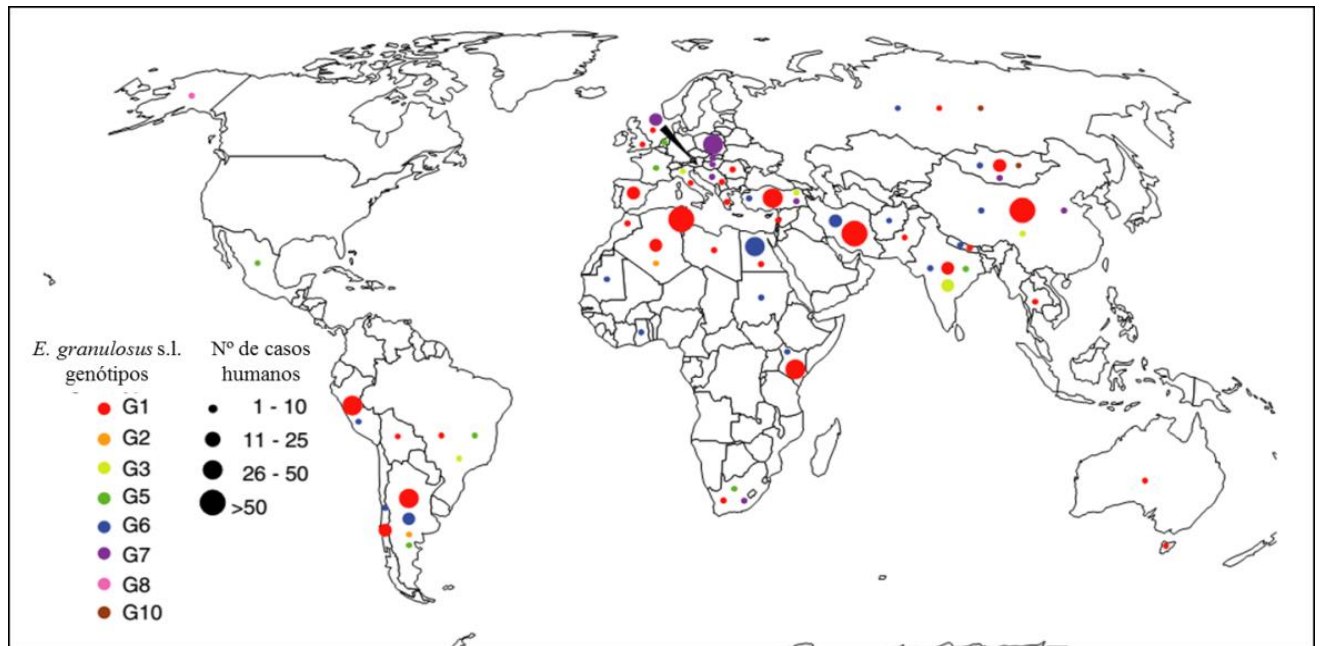 E. granulosus s.l.
genótipos
G1
G2
G3
G5
G6
G7
G8
G10
Nº de casos
humanos
1 - 10
11 - 25
26 - 50
>50